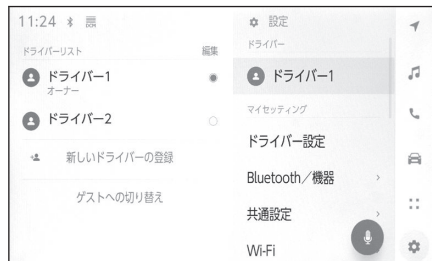 11:24
ドライバーリスト 編集
ドライバー1
オーナー
ドライバー2
新しいドライバーの登録
ゲストへの切り替え
設定
ドライバー
ドライバー1
マイセッティング
ドライバー設定
Bluetooth／機器
共通設定
Wi-Fi